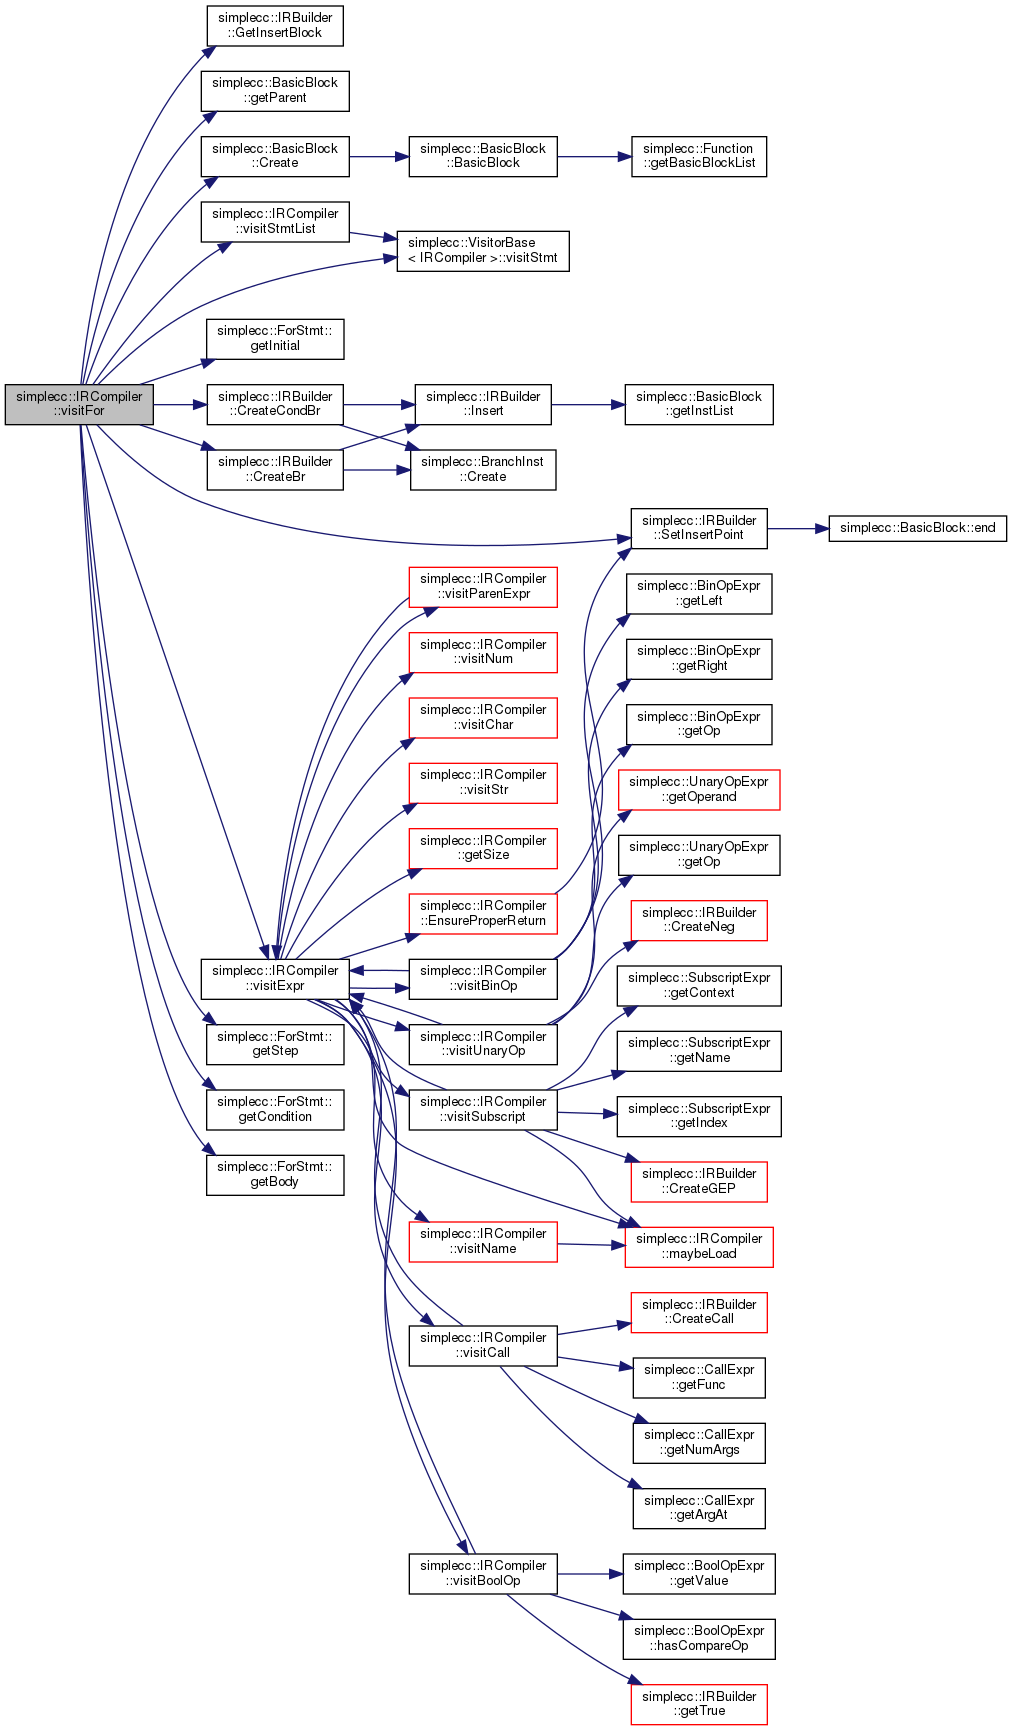 simplecc::IRBuilder
::GetInsertBlock
simplecc::BasicBlock
::getParent
simplecc::BasicBlock
::Create
simplecc::BasicBlock
::BasicBlock
simplecc::Function
::getBasicBlockList
simplecc::IRCompiler
::visitStmtList
simplecc::VisitorBase
< IRCompiler >::visitStmt
simplecc::ForStmt::
getInitial
simplecc::IRCompiler
::visitFor
simplecc::IRBuilder
::CreateCondBr
simplecc::IRBuilder
::Insert
simplecc::BasicBlock
::getInstList
simplecc::IRBuilder
::CreateBr
simplecc::BranchInst
::Create
simplecc::IRBuilder
::SetInsertPoint
simplecc::BasicBlock::end
simplecc::IRCompiler
::visitParenExpr
simplecc::BinOpExpr
::getLeft
simplecc::IRCompiler
::visitNum
simplecc::BinOpExpr
::getRight
simplecc::IRCompiler
::visitChar
simplecc::BinOpExpr
::getOp
simplecc::IRCompiler
::visitStr
simplecc::UnaryOpExpr
::getOperand
simplecc::IRCompiler
::getSize
simplecc::UnaryOpExpr
::getOp
simplecc::IRCompiler
::EnsureProperReturn
simplecc::IRBuilder
::CreateNeg
simplecc::IRCompiler
::visitExpr
simplecc::IRCompiler
::visitBinOp
simplecc::SubscriptExpr
::getContext
simplecc::ForStmt::
getStep
simplecc::IRCompiler
::visitUnaryOp
simplecc::SubscriptExpr
::getName
simplecc::ForStmt::
getCondition
simplecc::IRCompiler
::visitSubscript
simplecc::SubscriptExpr
::getIndex
simplecc::ForStmt::
getBody
simplecc::IRBuilder
::CreateGEP
simplecc::IRCompiler
::visitName
simplecc::IRCompiler
::maybeLoad
simplecc::IRBuilder
::CreateCall
simplecc::IRCompiler
::visitCall
simplecc::CallExpr
::getFunc
simplecc::CallExpr
::getNumArgs
simplecc::CallExpr
::getArgAt
simplecc::IRCompiler
::visitBoolOp
simplecc::BoolOpExpr
::getValue
simplecc::BoolOpExpr
::hasCompareOp
simplecc::IRBuilder
::getTrue